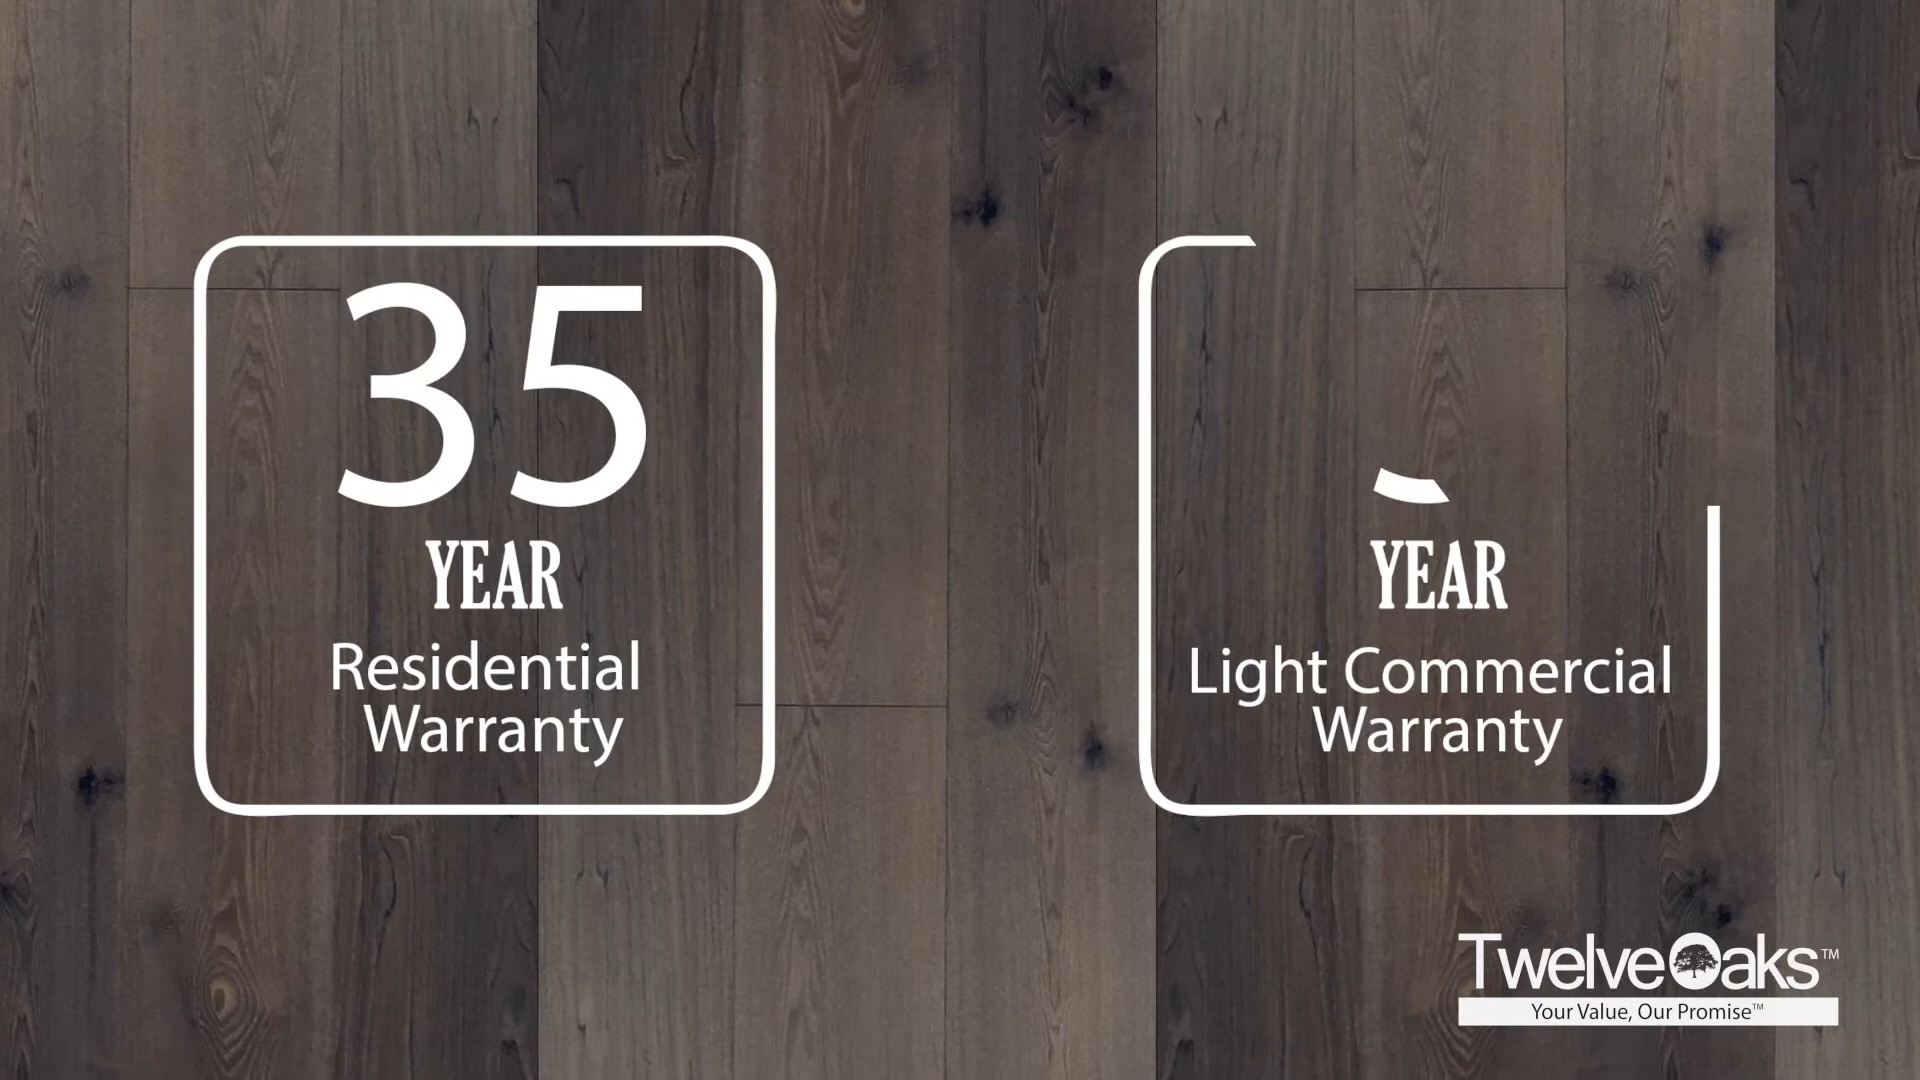 35
YEAR
Residential
Warranty
YEAR
Light Commercial
Warranty
TwelveOaks™
Your Value, Our Promise™